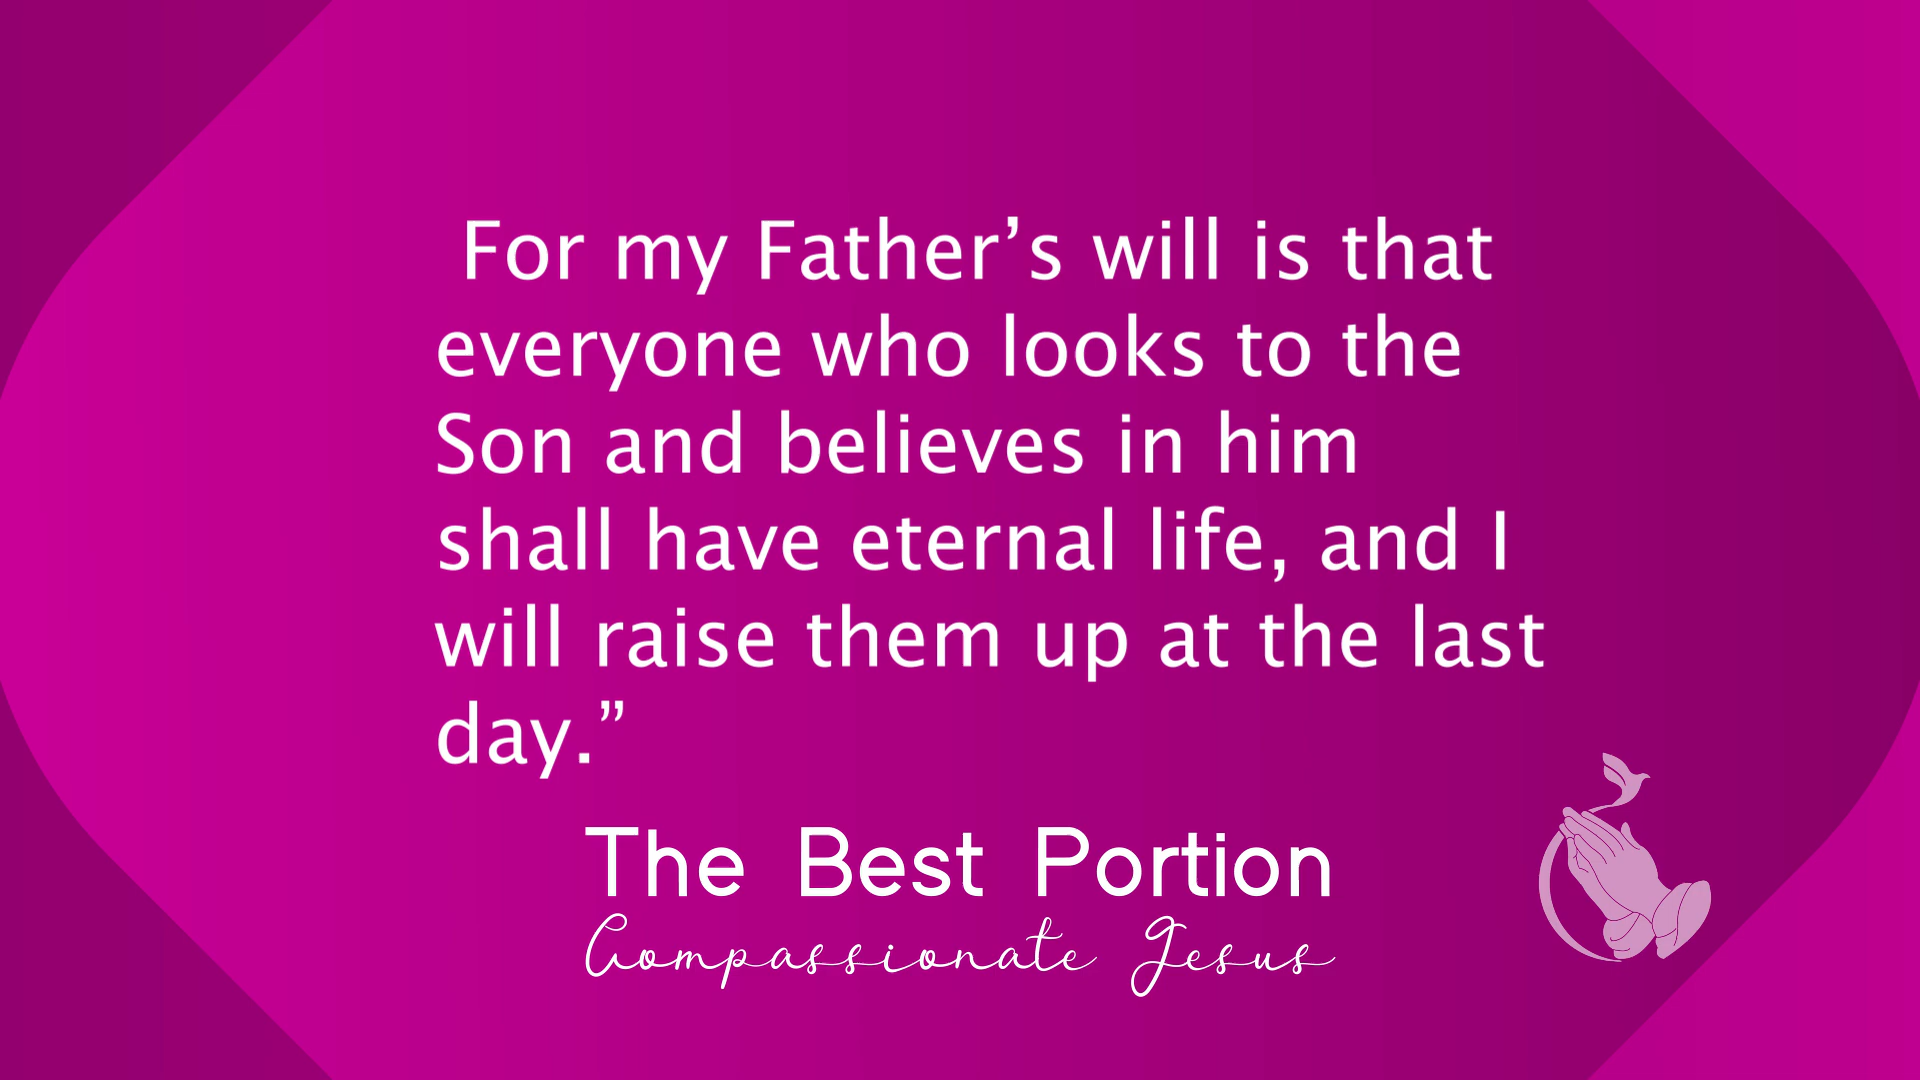 For my Father’s will is that
everyone who looks to the
Son and believes in him
shall have eternal life, and I
will raise them up at the last
day.”
The Best Portion
Compassionate Jesus